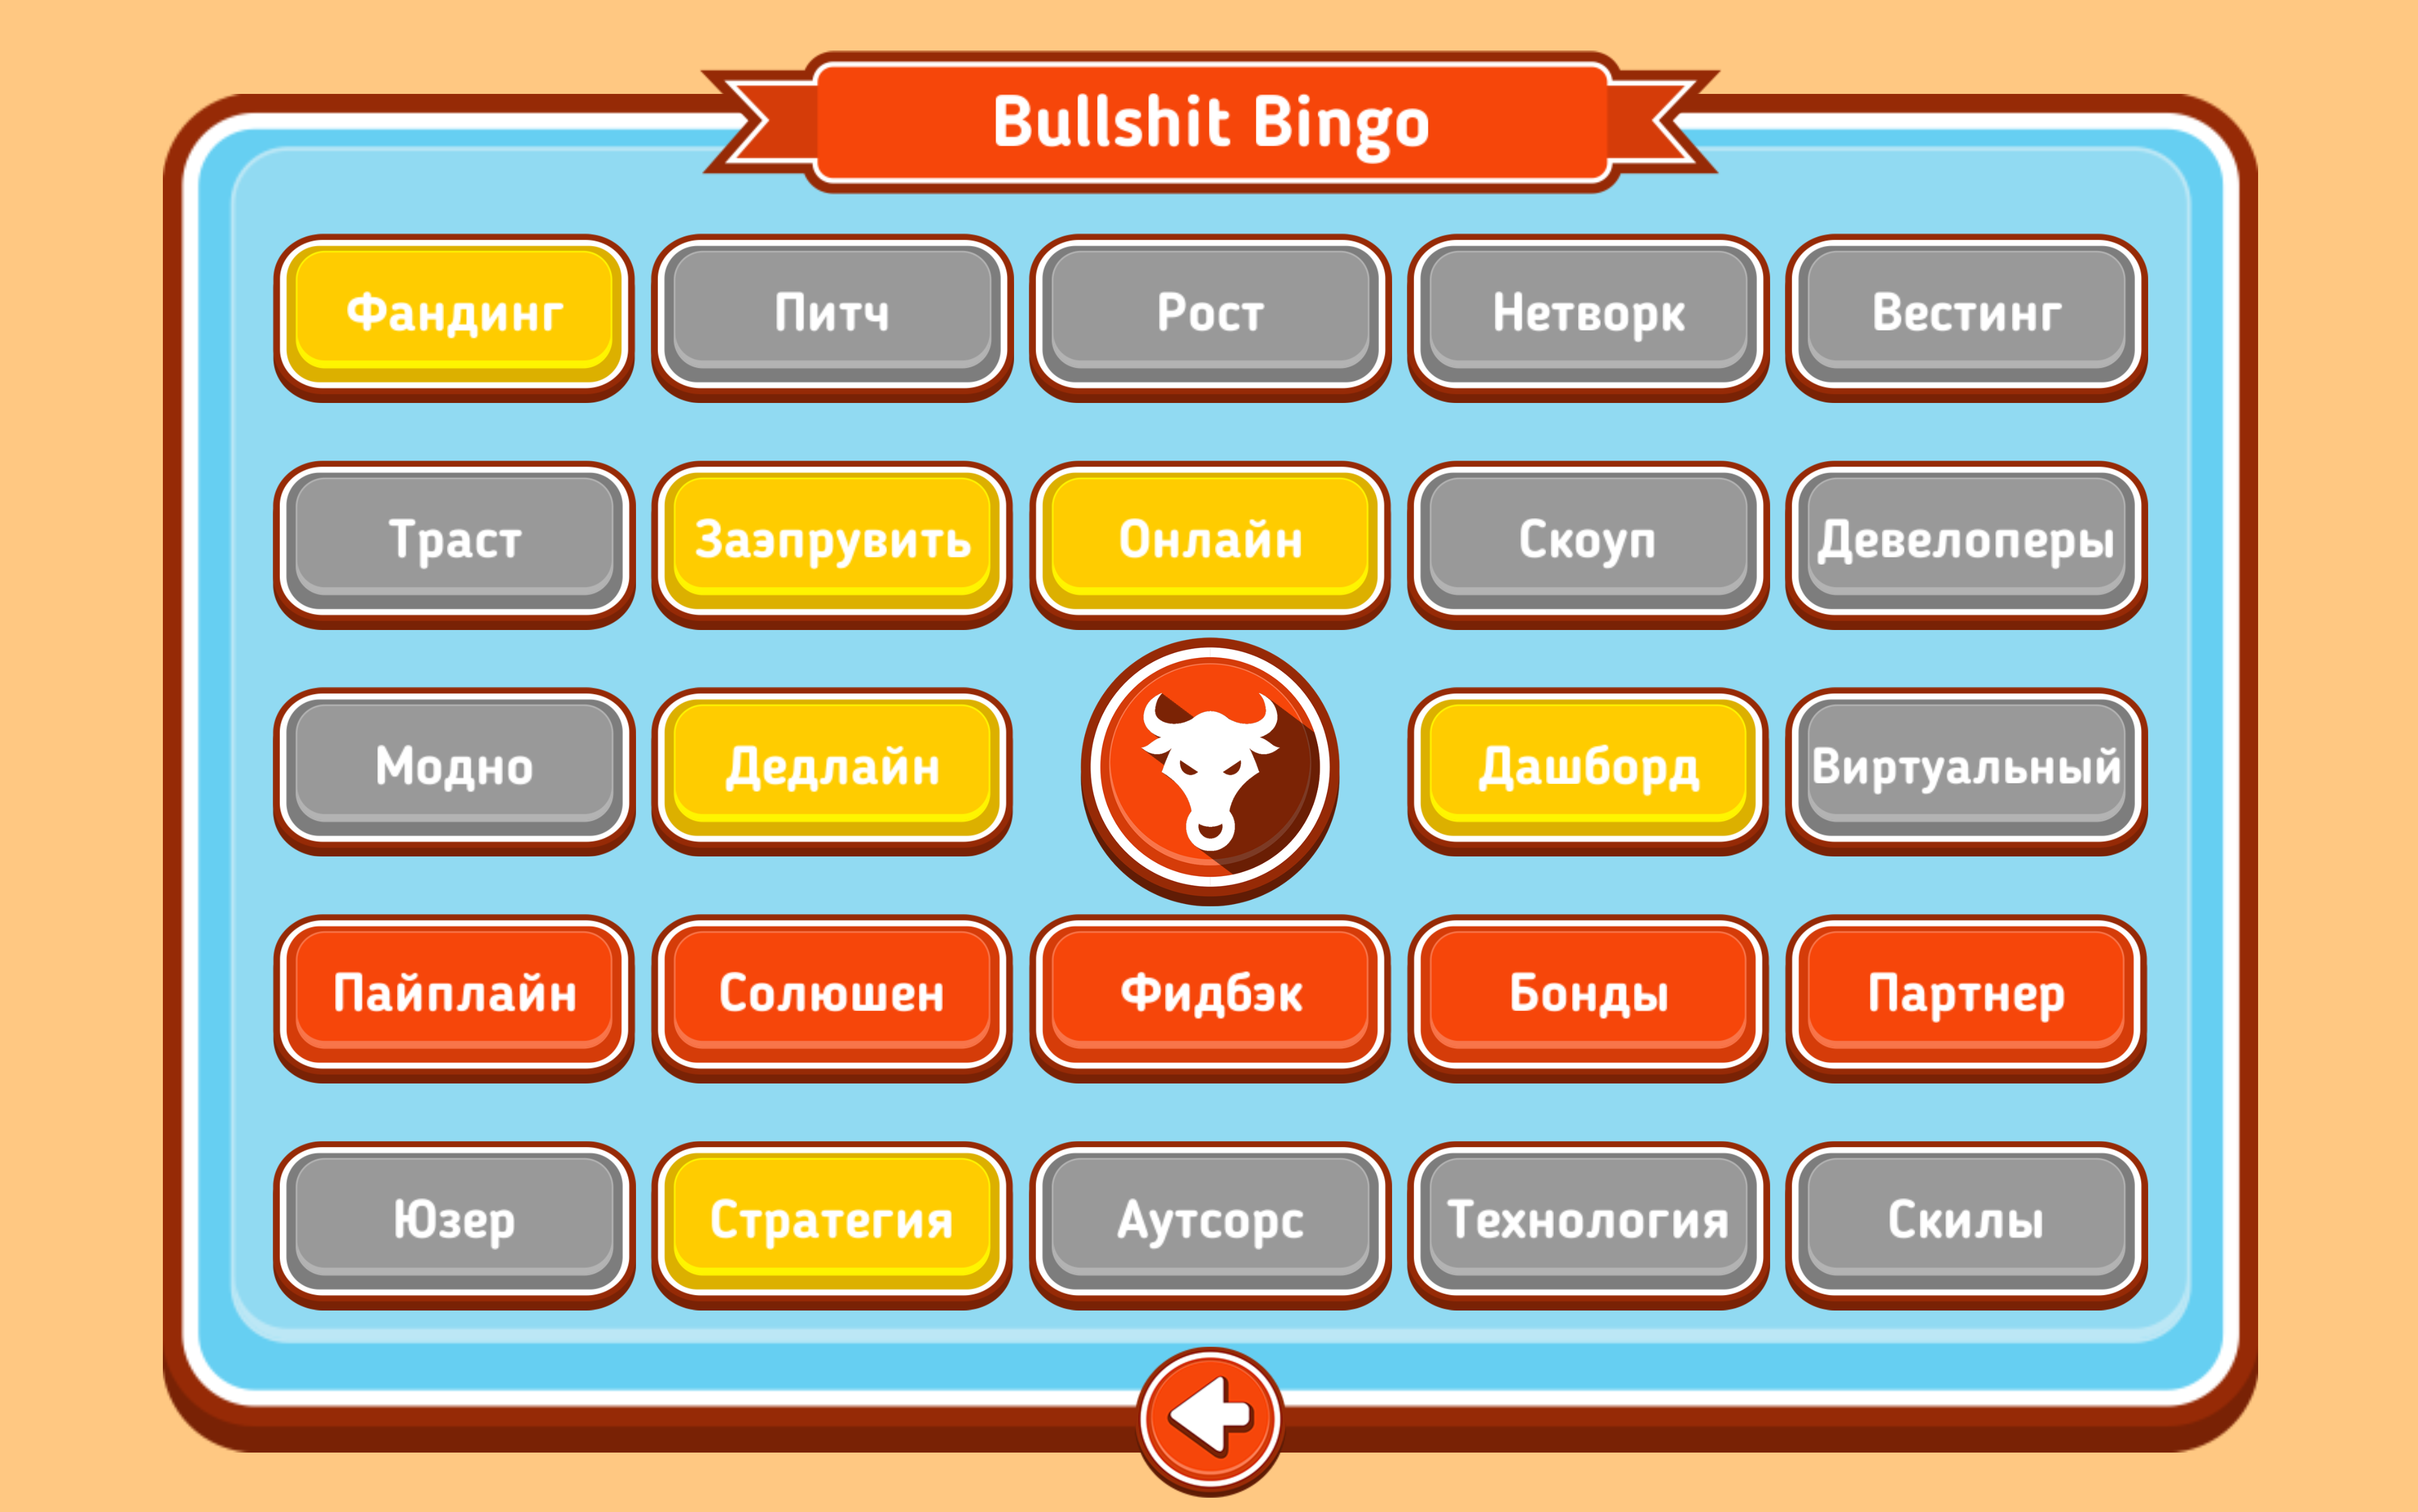 Bullshit Bingo
Фандинг
Питч
Рост
Нетворк
Вестинг
Траст
Заэпрувить
Онлайн
Скоуп
Девелоперы
Модно
Дедлайн
Дашборд
Виртуальный
Пайплайн
Солюшен
Фидбэк
Бонды
Партнер
Юзер
Стратегия
Аутсорс
Технология
Скилы